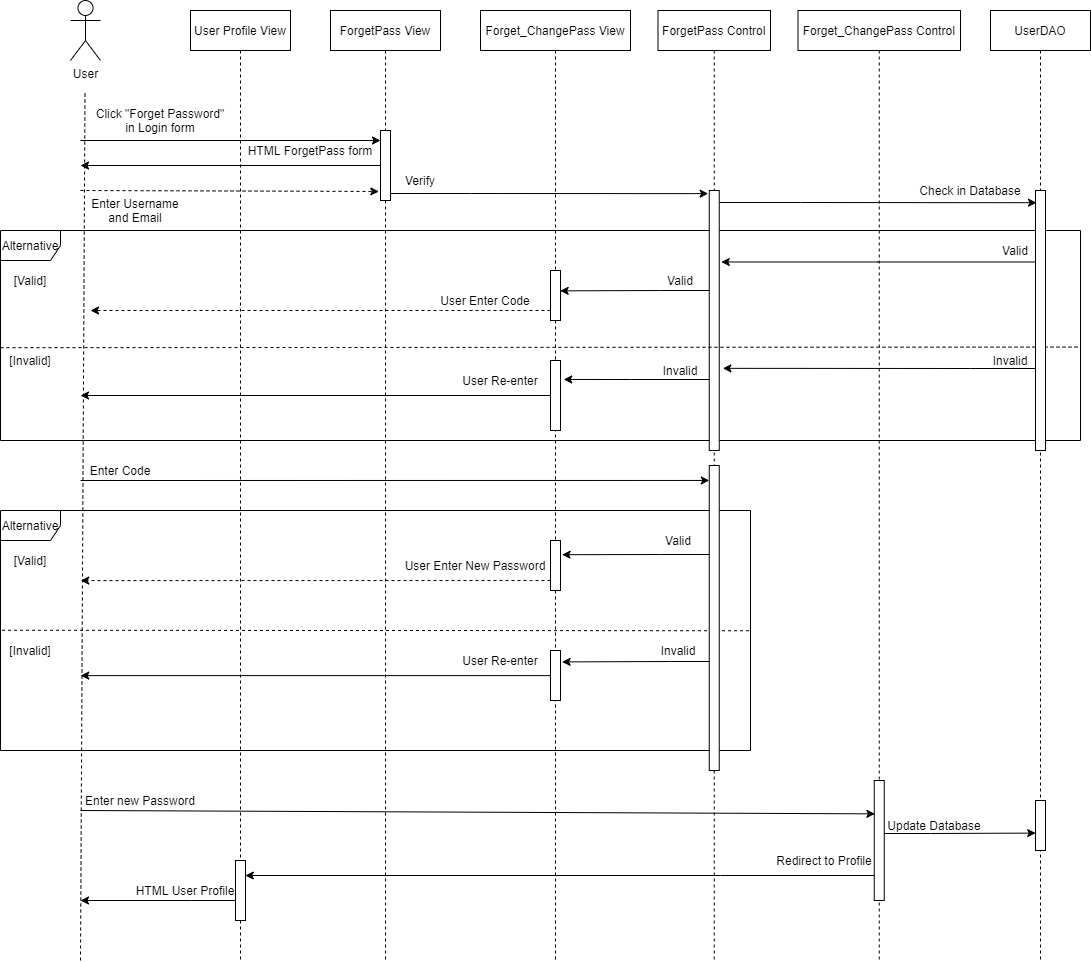 User
User Profile View
ForgetPass View
Forget_ChangePass View
ForgetPass Control
Forget_ChangePass Control
UserDAO
Click "Forget Password"
in Login form
HTML ForgetPass form
Verify
Check in Database
Enter Username
and Email
Alternative
Valid
[Valid]
Valid
User Enter Code
[Invalid]
Invalid
Invalid
User Re-enter
Enter Code
Alternative
Valid
[Valid]
User Enter New Password
[Invalid]
Invalid
User Re-enter
Enter new Password
Update Database
Redirect to Profile
HTML User Profile